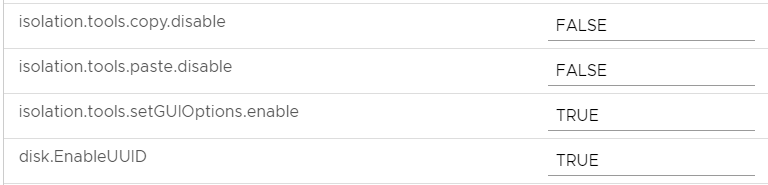 isolation.tools.copy.disable FALSE
isolation.tools.paste.disable FALSE
isolation.tools.setGUIOptions.enable TRUE
disk.EnableUUID TRUE